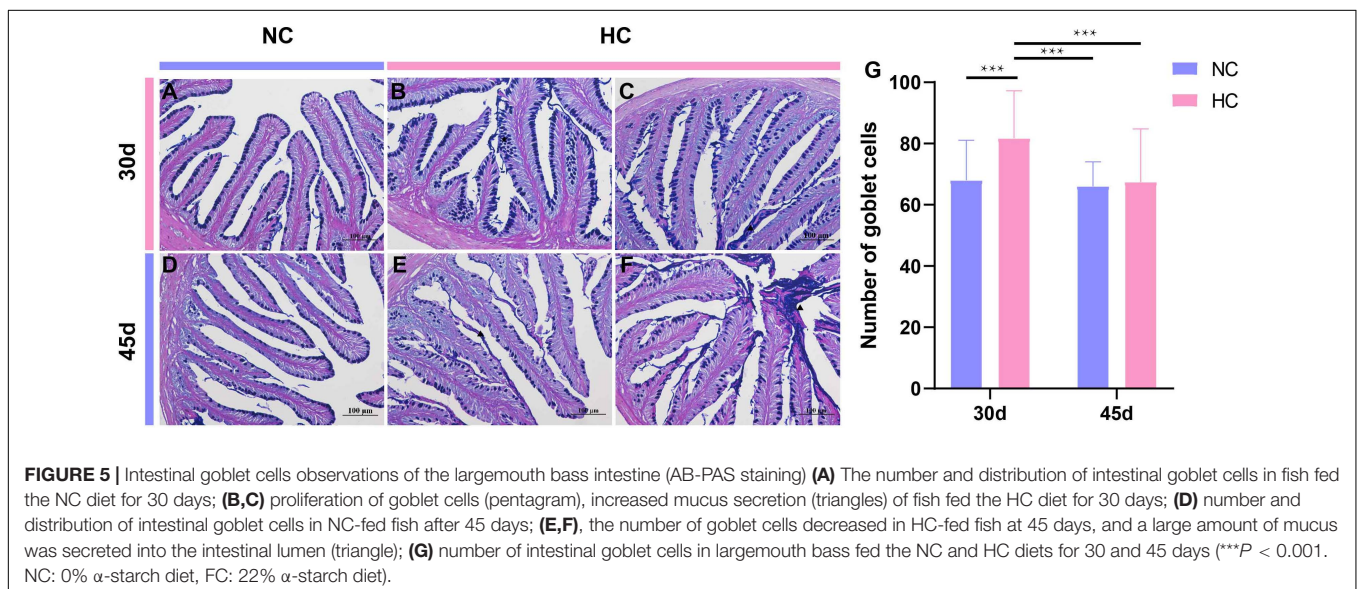 NC
HC
30d
45d
A
B
C
100 µm
100 µm
100 µm
D
E
F
100 µm
100 µm
100 µm
G
***
***
***
NC
HC
Number of goblet cells
100
80
60
40
20
0
30d
45d
FIGURE 5 | Intestinal goblet cells observations of the largemouth bass intestine (AB-PAS staining) (A) The number and distribution of intestinal goblet cells in fish fed
the NC diet for 30 days; (B,C) proliferation of goblet cells (pentagram), increased mucus secretion (triangles) of fish fed the HC diet for 30 days; (D) number and
distribution of intestinal goblet cells in NC-fed fish after 45 days; (E,F), the number of goblet cells decreased in HC-fed fish at 45 days, and a large amount of mucus
was secreted into the intestinal lumen (triangle); (G) number of intestinal goblet cells in largemouth bass fed the NC and HC diets for 30 and 45 days (***P < 0.001.
NC: 0% α-starch diet, FC: 22% α-starch diet).